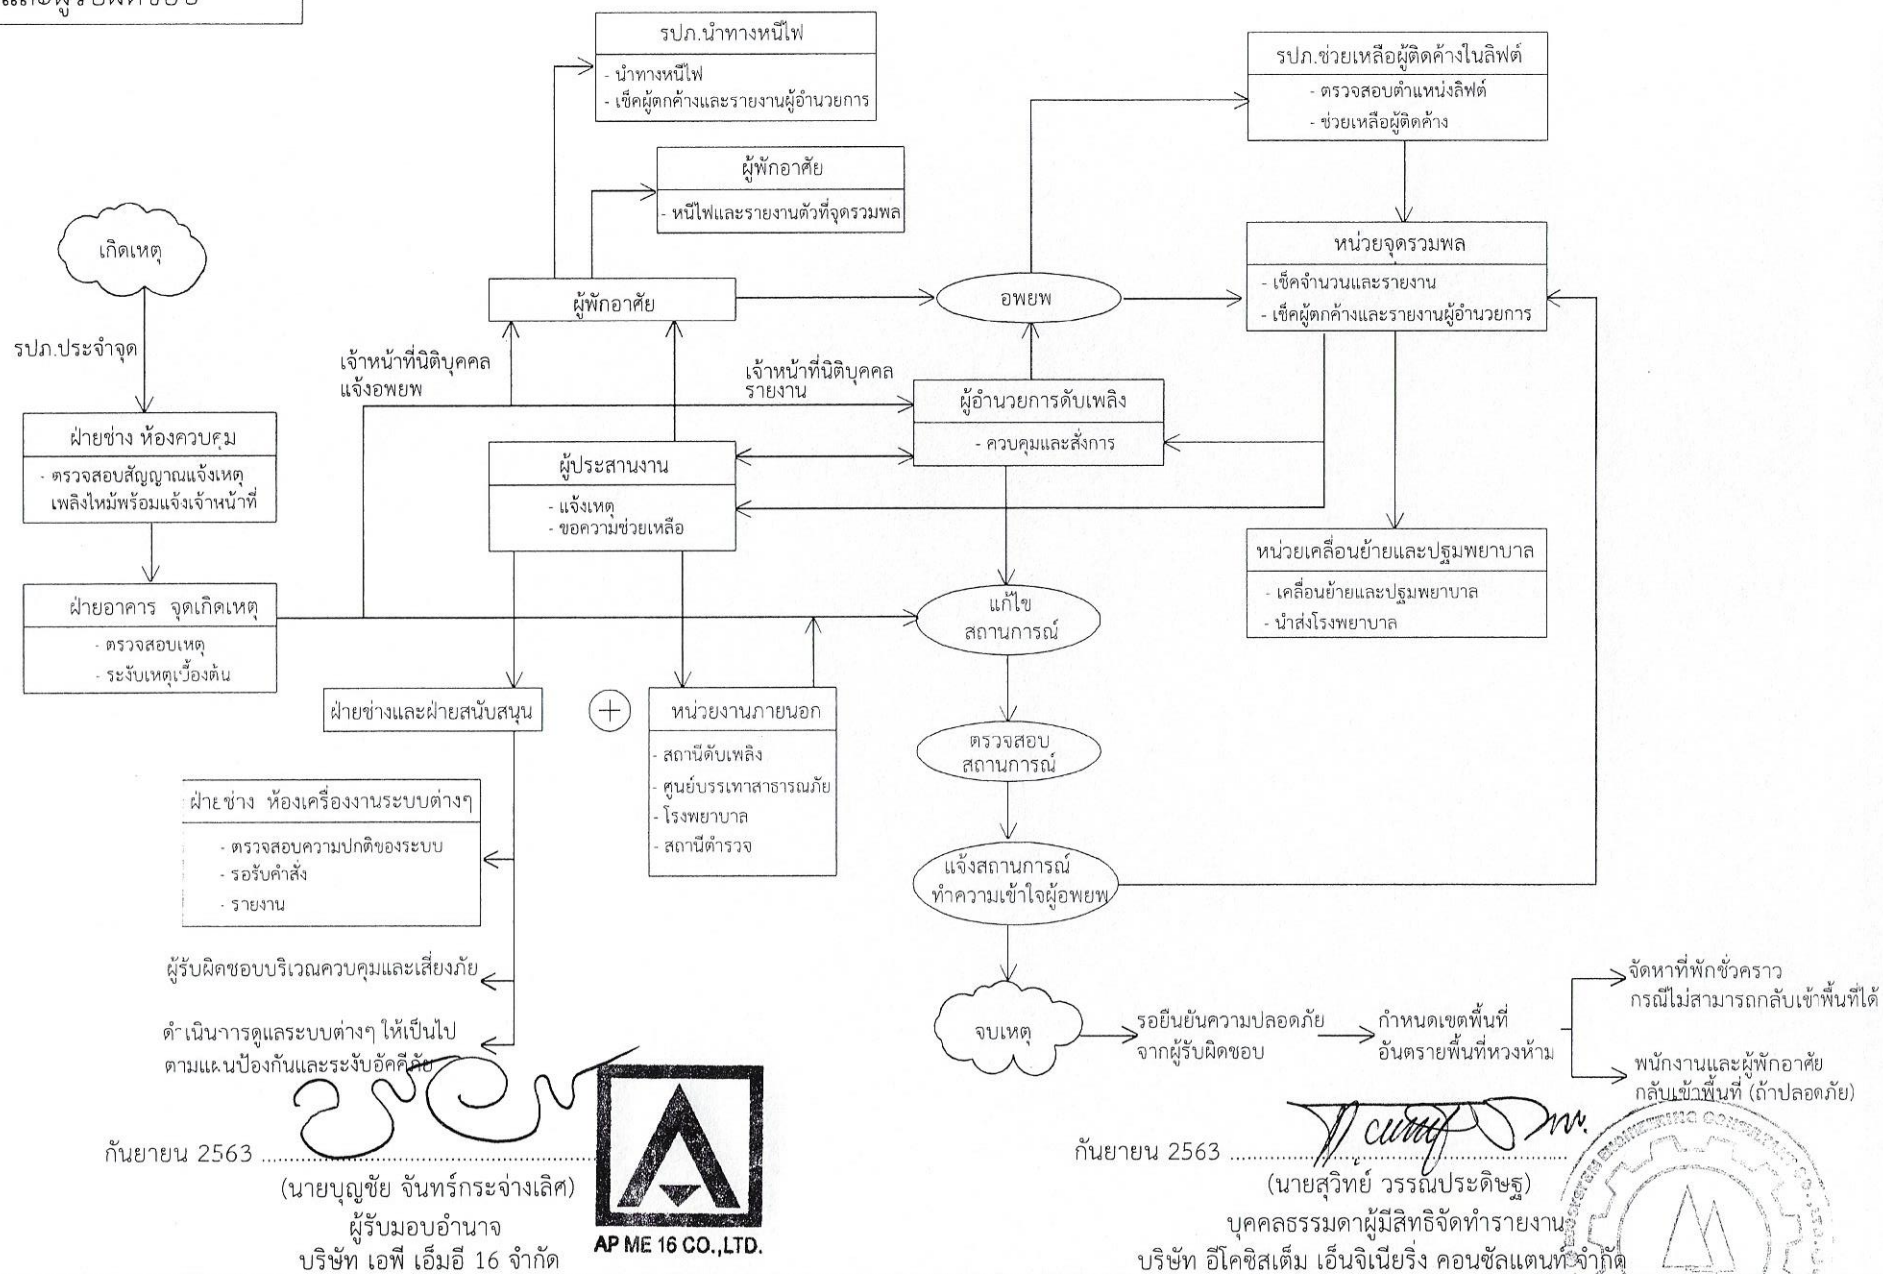 และผู้รับผิดชอบ
รปภ.นำทางหนีไฟ
- นำทางหนีไฟ
- เช็คผู้ตกค้างและรายงานผู้อำนวยการ
รปภ.ช่วยเหลือผู้ติดค้างในลิฟต์
- ตรวจสอบตำแหน่งลิฟต์
- ช่วยเหลือผู้ติดค้าง
ผู้พักอาศัย
- หนีไฟและรายงานตัวที่จุดรวมพล
เกิดเหตุ
รปภ.ประจำจุด
ผู้พักอาศัย
อพยพ
หน่วยจุดรวมพล
- เช็คจำนวนและรายงาน
- เช็คผู้ตกค้างและรายงานผู้อำนวยการ
เจ้าหน้าที่นิติบุคคล
แจ้งอพยพ
เจ้าหน้าที่นิติบุคคล
รายงาน
ฝ่ายช่าง ห้องควบคุม
- ตรวจสอบสัญญาณแจ้งเหตุ
เพลิงไหม้พร้อมแจ้งเจ้าหน้าที่
ผู้อำนวยการดับเพลิง
- ควบคุมและสั่งการ
ผู้ประสานงาน
- แจ้งเหตุ
- ขอความช่วยเหลือ
หน่วยเคลื่อนย้ายและปฐมพยาบาล
- เคลื่อนย้ายและปฐมพยาบาล
- นำส่งโรงพยาบาล
ฝ่ายอาคาร จุดเกิดเหตุ
- ตรวจสอบเหตุ
- ระงับเหตุเบื้องต้น
แก้ไข
สถานการณ์
ฝ่ายช่างและฝ่ายสนับสนุน
+
หน่วยงานภายนอก
- สถานีดับเพลิง
- ศูนย์บรรเทาสาธารณภัย
- โรงพยาบาล
- สถานีตำรวจ
ตรวจสอบ
สถานการณ์
ฝ่ายช่าง ห้องเครื่องงานระบบต่างๆ
- ตรวจสอบความปกติของระบบ
- รอรับคำสั่ง
- รายงาน
แจ้งสถานการณ์
ทำความเข้าใจผู้อพยพ
ผู้รับผิดชอบบริเวณควบคุมและเสี่ยงภัย
ดำเนินการดูแลระบบต่างๆ ให้เป็นไป
ตามแผนป้องกันและระงับอัคคีภัย
จบเหตุ
รอยืนยันความปลอดภัย
จากผู้รับผิดชอบ
กำหนดเขตพื้นที่
อันตรายพื้นที่หวงห้าม
จัดหาที่พักชั่วคราว
กรณีไม่สามารถกลับเข้าพื้นที่ได้
พนักงานและผู้พักอาศัย
กลับเข้าพื้นที่ (ถ้าปลอดภัย)
กันยายน 2563
(นายบุญชัย จันทร์กระจ่างเลิศ)
ผู้รับมอบอำนาจ
บริษัท เอพี เอ็มอี 16 จำกัด
AP ME 16 CO.,LTD.
กันยายน 2563
(นายสุวิทย์ วรรณประดิษฐ)
บุคคลธรรมดาผู้มีสิทธิจัดทำรายงาน
บริษัท อีโคซิสเต็ม เอ็นจิเนียริ่ง คอนซัลแตนท์ จำกัด